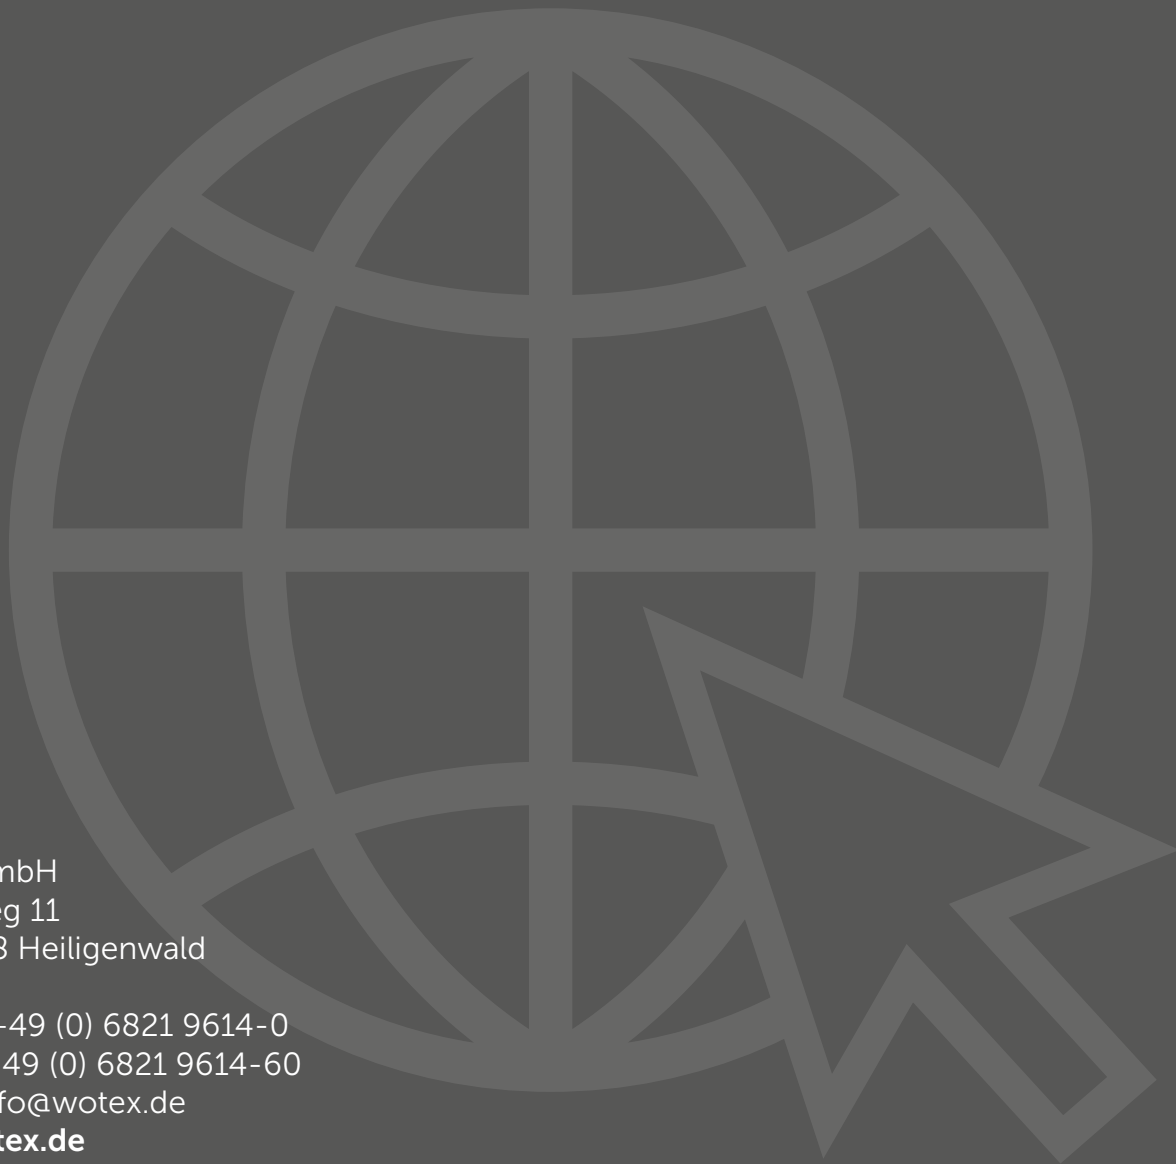 mbH
eg 11
8 Heiligenwald
-49 (0) 6821 9614-0
49 (0) 6821 9614-60
fo@wotex.de
tex.de